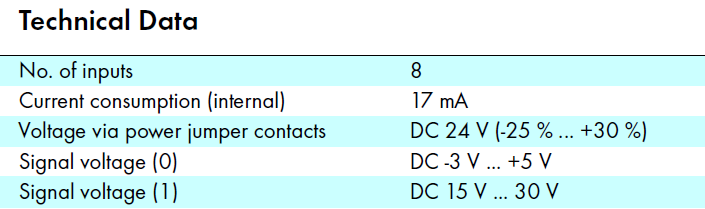 Technical Data
No. of inputs 8
Current consumption (internal) 17 mA
Voltage via power jumper contacts DC 24 V (-25 % ... +30 %)
Signal voltage (0) DC -3 V ... +5 V
Signal voltage (1) DC 15 V ... 30 V